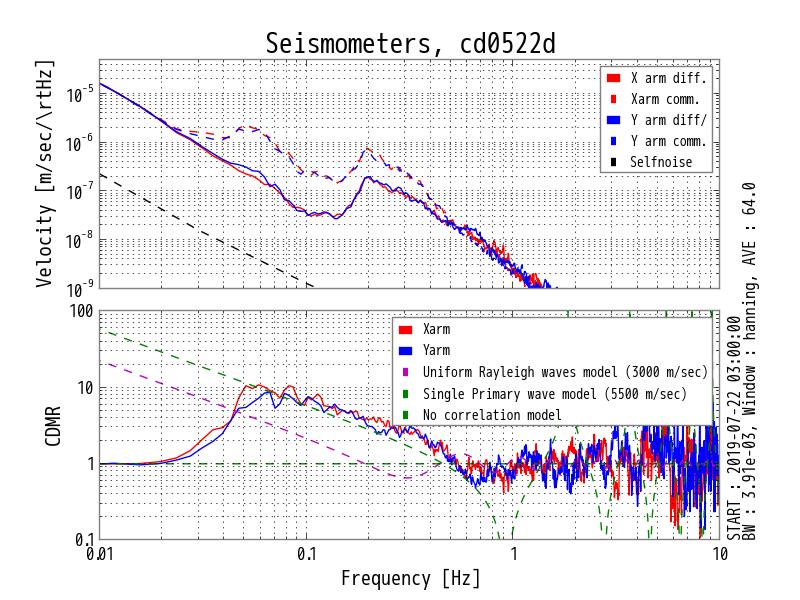 Seismometers, cd0522d
Velocity [m/sec/\rtHz]
10^-5
10^-6
10^-7
10^-8
10^-9
X arm diff.
Xarm comm.
Y arm diff/
Y arm comm.
Selfnoise
CDMR
100
10
1
0.1
Xarm
Yarm
Uniform Rayleigh waves model (3000 m/sec)
Single Primary wave model (5500 m/sec)
No correlation model
0.01 0.1 1 10
Frequency [Hz]
START : 2019-07-22 03:00:00
BW : 3.91e-03, Window : hanning, AVE : 64.0